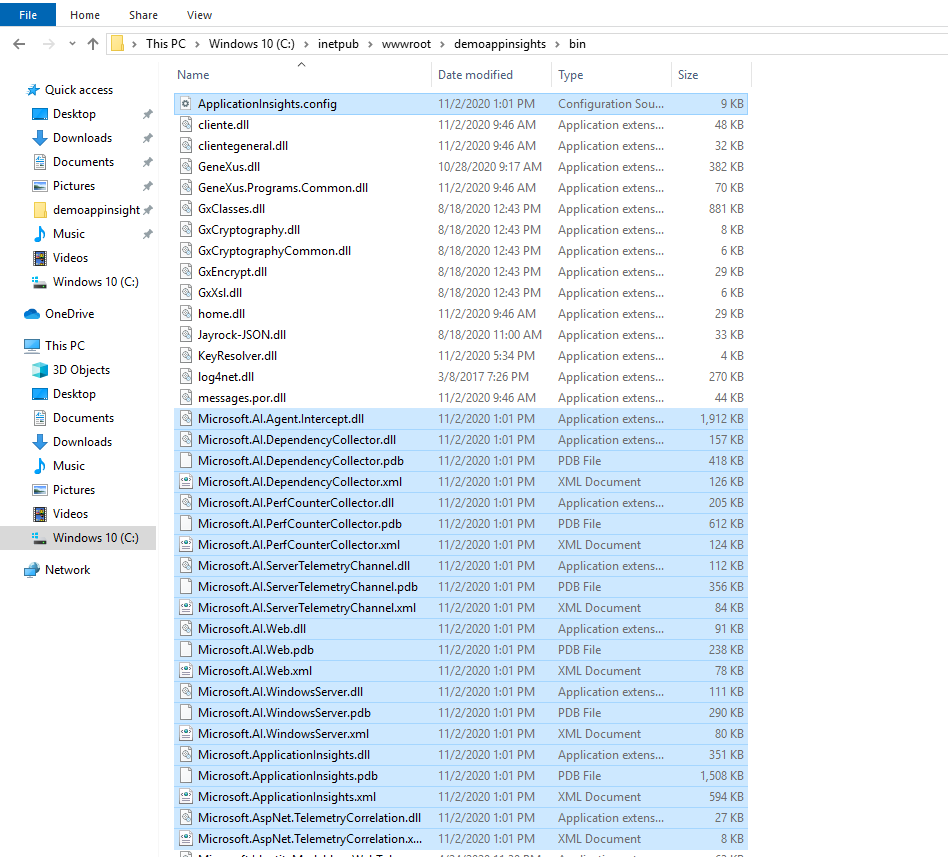 File Home Share View
This PC Windows 10 (C:) inetpub wwwroot demoappinsights bin
Name Date modified Type Size
Quick access
Desktop
Downloads
Documents
Pictures
demoappinsight
Music
Videos
Windows 10 (C:)
OneDrive
This PC
3D Objects
Desktop
Documents
Downloads
Music
Pictures
Videos
Windows 10 (C:)
Network
ApplicationInsights.config 11/2/2020 1:01 PM Configuration Sou... 9 KB
cliente.dll 11/2/2020 9:46 AM Application extens... 48 KB
clientegeneral.dll 11/2/2020 9:46 AM Application extens... 32 KB
GeneXus.dll 10/28/2020 9:17 AM Application extens... 382 KB
GeneXus.Programs.Common.dll 11/2/2020 9:46 AM Application extens... 70 KB
GxClasses.dll 8/18/2020 12:43 PM Application extens... 881 KB
GxCryptography.dll 8/18/2020 12:43 PM Application extens... 8 KB
GxCryptographyCommon.dll 8/18/2020 12:43 PM Application extens... 6 KB
GxEncrypt.dll 8/18/2020 12:43 PM Application extens... 29 KB
GxXsl.dll 8/18/2020 12:43 PM Application extens... 6 KB
home.dll 11/2/2020 9:46 AM Application extens... 29 KB
Jayrock-JSON.dll 8/18/2020 11:00 AM Application extens... 33 KB
KeyResolver.dll 11/2/2020 5:34 PM Application extens... 4 KB
log4net.dll 3/8/2017 7:26 PM Application extens... 270 KB
messages.por.dll 11/2/2020 9:46 AM Application extens... 44 KB
Microsoft.AI.Agent.Intercept.dll 11/2/2020 1:01 PM Application extens... 1,912 KB
Microsoft.AI.DependencyCollector.dll 11/2/2020 1:01 PM Application extens... 157 KB
Microsoft.AI.DependencyCollector.pdb 11/2/2020 1:01 PM PDB File 418 KB
Microsoft.AI.DependencyCollector.xml 11/2/2020 1:01 PM XML Document 126 KB
Microsoft.AI.PerfCounterCollector.dll 11/2/2020 1:01 PM Application extens... 205 KB
Microsoft.AI.PerfCounterCollector.pdb 11/2/2020 1:01 PM PDB File 612 KB
Microsoft.AI.PerfCounterCollector.xml 11/2/2020 1:01 PM XML Document 124 KB
Microsoft.AI.ServerTelemetryChannel.dll 11/2/2020 1:01 PM Application extens... 112 KB
Microsoft.AI.ServerTelemetryChannel.pdb 11/2/2020 1:01 PM PDB File 356 KB
Microsoft.AI.ServerTelemetryChannel.xml 11/2/2020 1:01 PM XML Document 84 KB
Microsoft.AI.Web.dll 11/2/2020 1:01 PM Application extens... 91 KB
Microsoft.AI.Web.pdb 11/2/2020 1:01 PM PDB File 238 KB
Microsoft.AI.Web.xml 11/2/2020 1:01 PM XML Document 78 KB
Microsoft.AI.WindowsServer.dll 11/2/2020 1:01 PM Application extens... 111 KB
Microsoft.AI.WindowsServer.pdb 11/2/2020 1:01 PM PDB File 290 KB
Microsoft.AI.WindowsServer.xml 11/2/2020 1:01 PM XML Document 80 KB
Microsoft.ApplicationInsights.dll 11/2/2020 1:01 PM Application extens... 351 KB
Microsoft.ApplicationInsights.pdb 11/2/2020 1:01 PM PDB File 1,508 KB
Microsoft.ApplicationInsights.xml 11/2/2020 1:01 PM XML Document 594 KB
Microsoft.AspNet.TelemetryCorrelation.dll 11/2/2020 1:01 PM Application extens... 27 KB
Microsoft.AspNet.TelemetryCorrelation.x... 11/2/2020 1:01 PM XML Document 8 KB